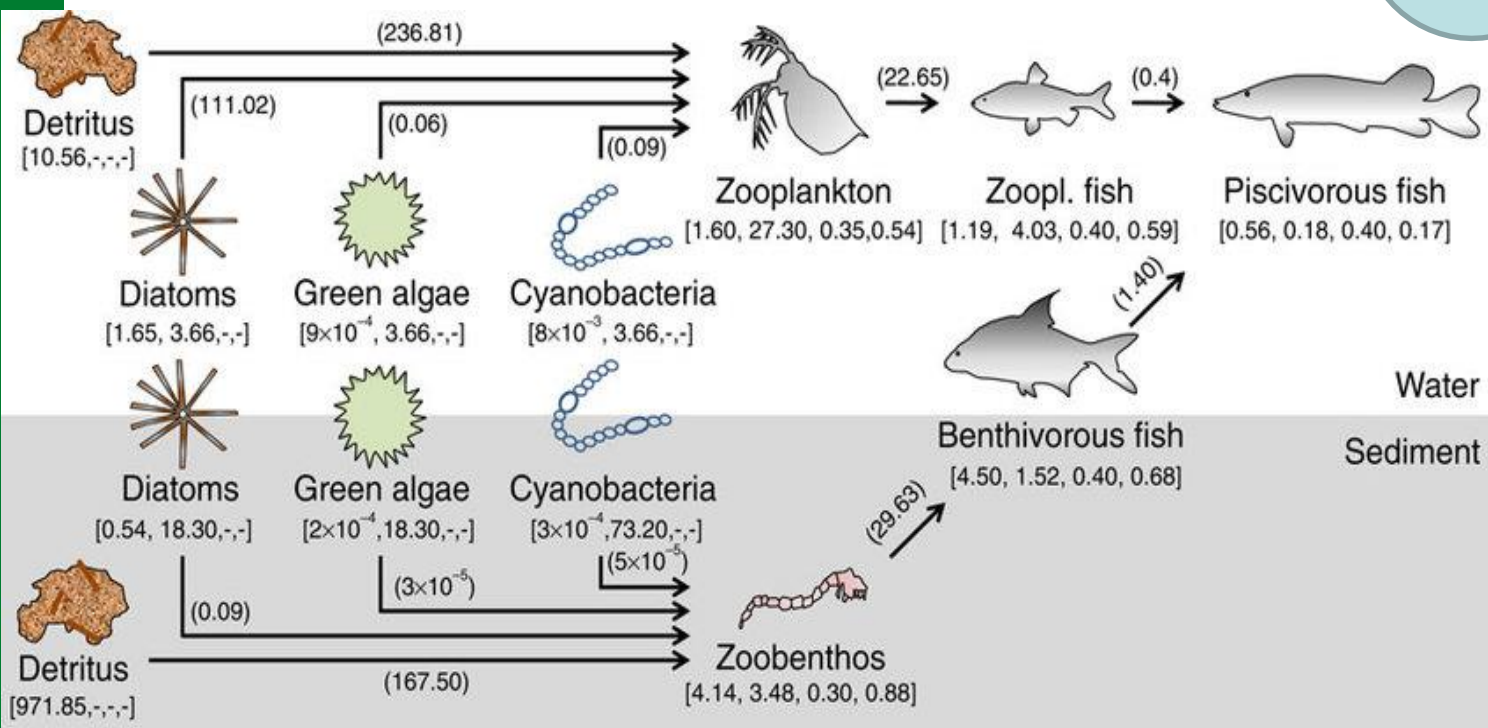 (236.81)
Detritus
[10.56,-,-,-]
(111.02)
(0.06)
(0.09)
(22.65)
(0.4)
Zooplankton
[1.60, 27.30, 0.35,0.54]
Zoopl. fish
[1.19, 4.03, 0.40, 0.59]
Piscivorous fish
[0.56, 0.18, 0.40, 0.17]
Diatoms
[1.65, 3.66,-,-]
Green algae
[9×10⁻⁴, 3.66,-,-]
Cyanobacteria
[8×10⁻³, 3.66,-,-]
(1.40)
Water
Benthivorous fish
[4.50, 1.52, 0.40, 0.68]
Sediment
Diatoms
[0.54, 18.30,-,-]
Green algae
[2×10⁻⁴,18.30,-,-]
Cyanobacteria
[3×10⁻⁴,73.20,-,-]
(29.63)
(5×10⁻⁵)
(3×10⁻⁵)
(0.09)
Detritus
[971.85,-,-,-]
(167.50)
Zoobenthos
[4.14, 3.48, 0.30, 0.88]